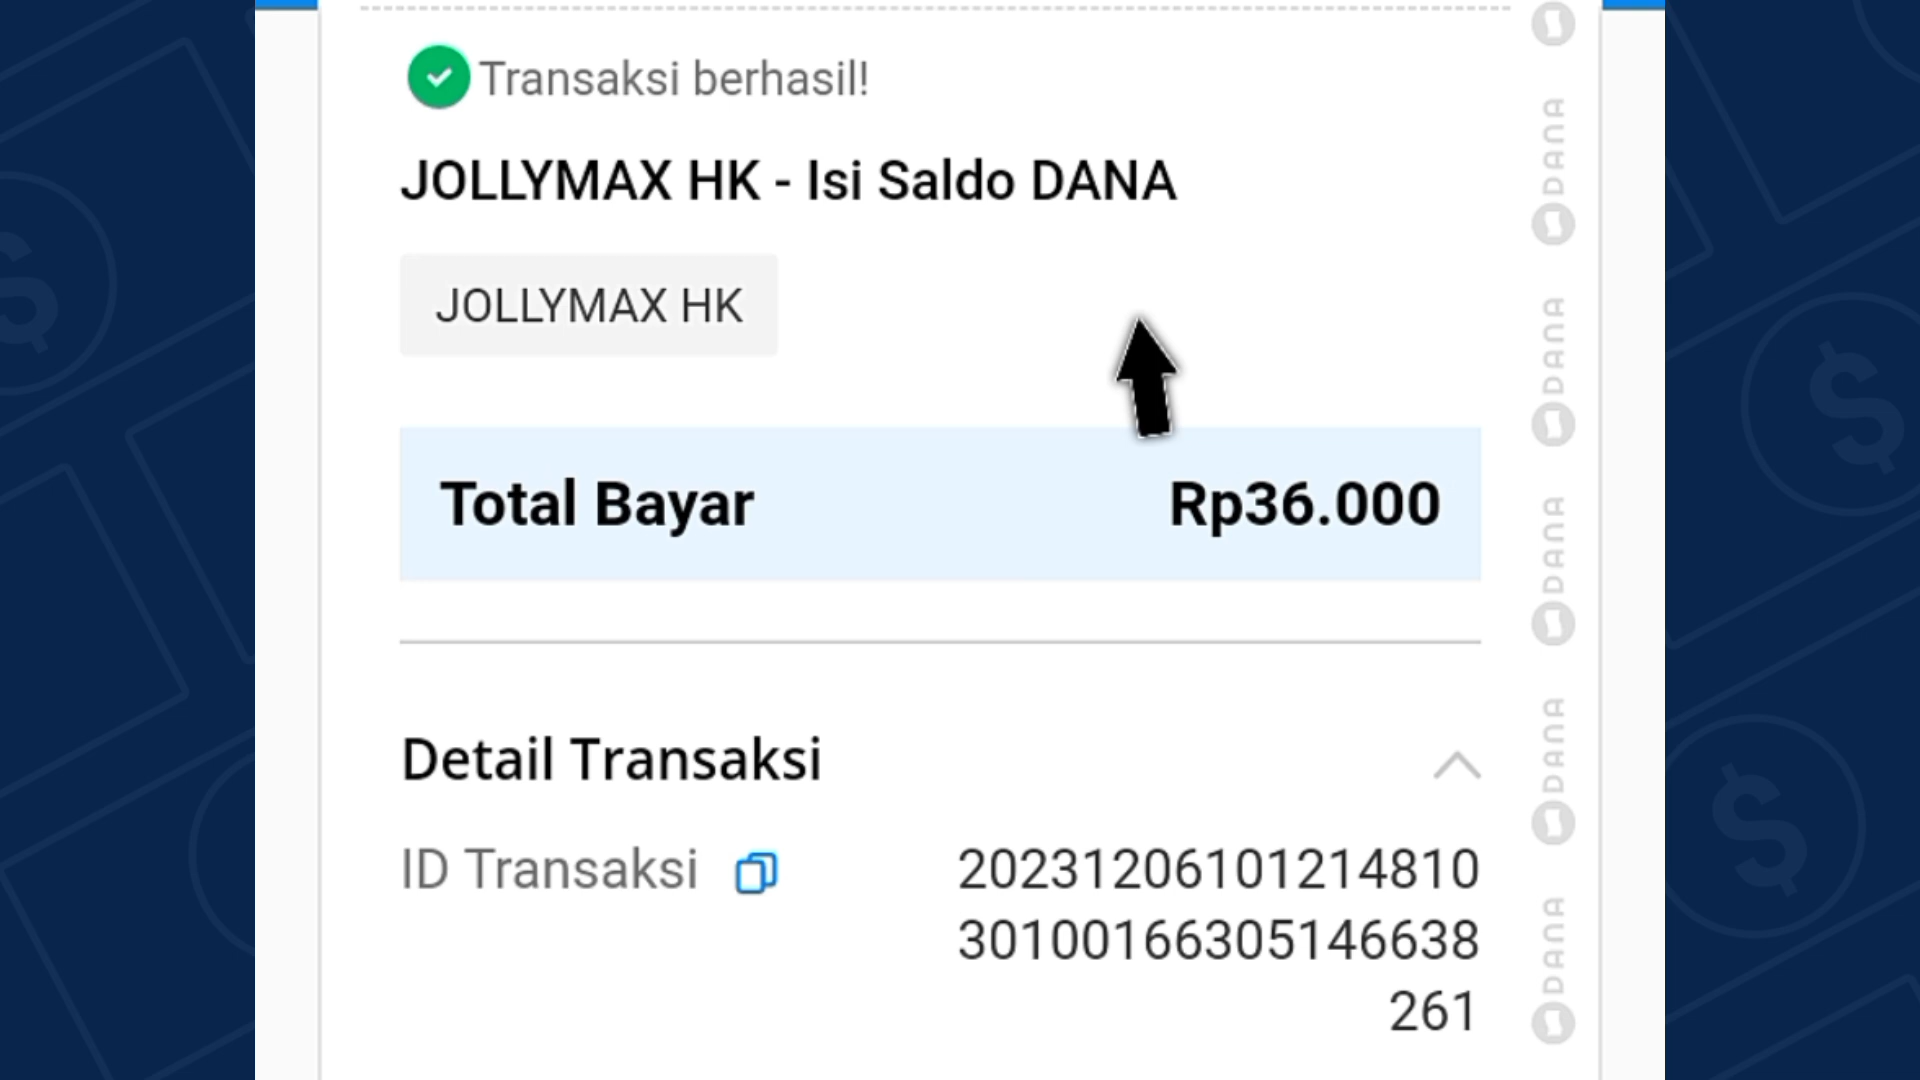 Transaksi berhasil!
JOLLYMAX HK - Isi Saldo DANA
JOLLYMAX HK
Total Bayar Rp36.000
Detail Transaksi
ID Transaksi 20231206101214810
30100166305146638
261
DANA
DANA
DANA
DANA
DANA